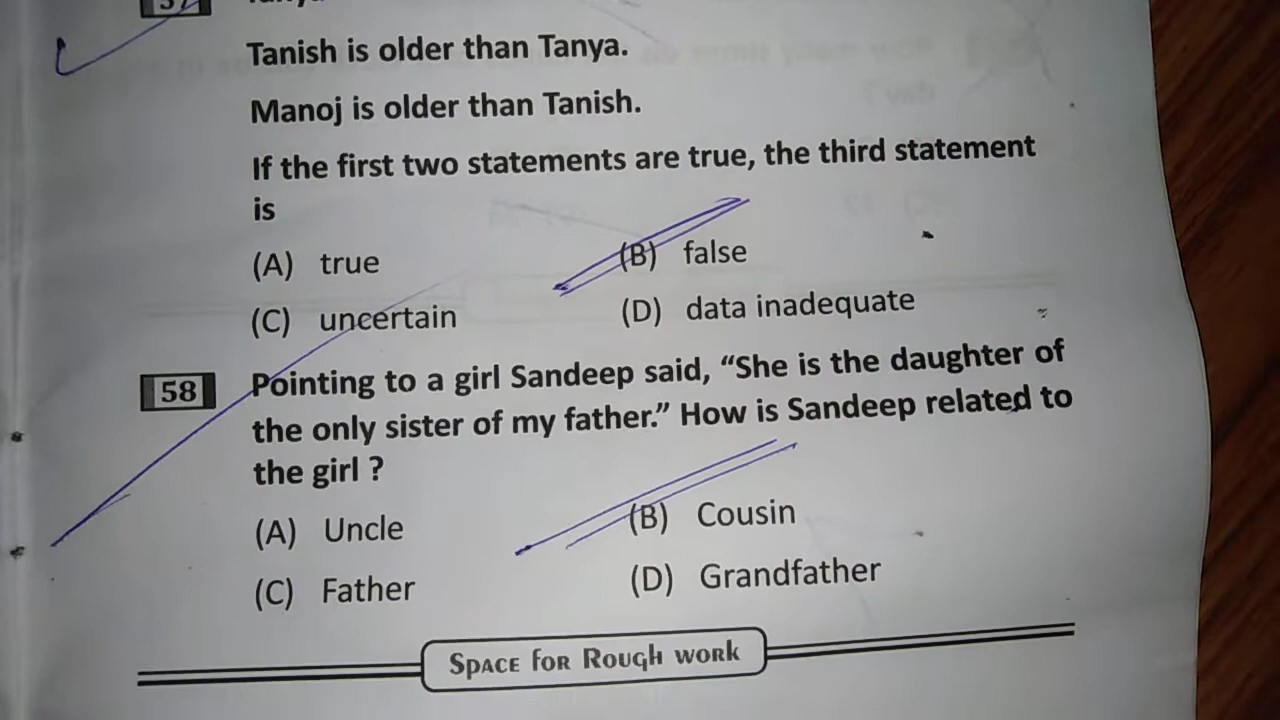 Tanish is older than Tanya.
Manoj is older than Tanish.
If the first two statements are true, the third statement
is
(A) true (B) false
(C) uncertain (D) data inadequate
58 Pointing to a girl Sandeep said, “She is the daughter of
the only sister of my father.” How is Sandeep related to
the girl ?
(A) Uncle (B) Cousin
(C) Father (D) Grandfather
SPACE FOR ROUGH WORK